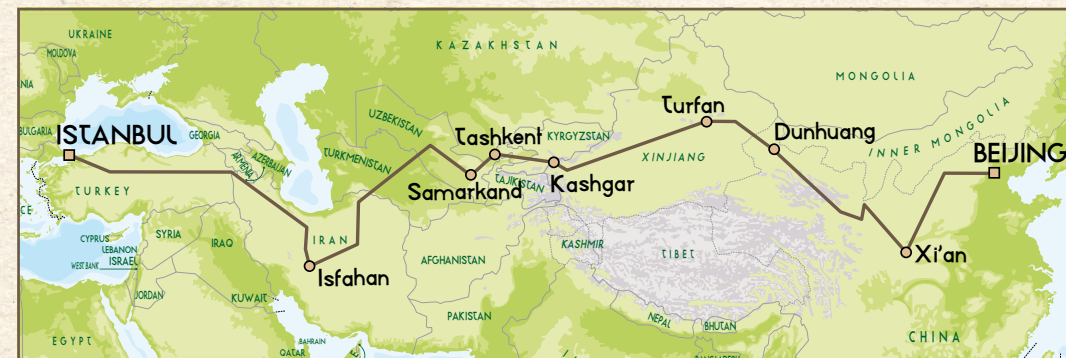 UKRAINE
KAZAKHSTAN
MOLDOVA
MONGOLIA
NIA
Turfan
UZBEKISTAN
INNER MONGOLIA
BULGARIA
ISTANBUL
GEORGIA
Tashkent
KYRGYZSTAN
Dunhuang
ARMENIA
AZERBAIJAN
TURKMENISTAN
XINJIANG
BEIJING
TURKEY
Samarkand
TAJIKISTAN
Kashgar
CE
SYRIA
IRAQ
IRAN
CYPRUS
LEBANON
ISRAEL
WEST BANK
AFGHANISTAN
KASHMIR
TIBET
Xi'an
Isfahan
JORDAN
KUWAIT
PAKISTAN
NEPAL
BHUTAN
EGYPT
BAHRAIN
QATAR
CHINA